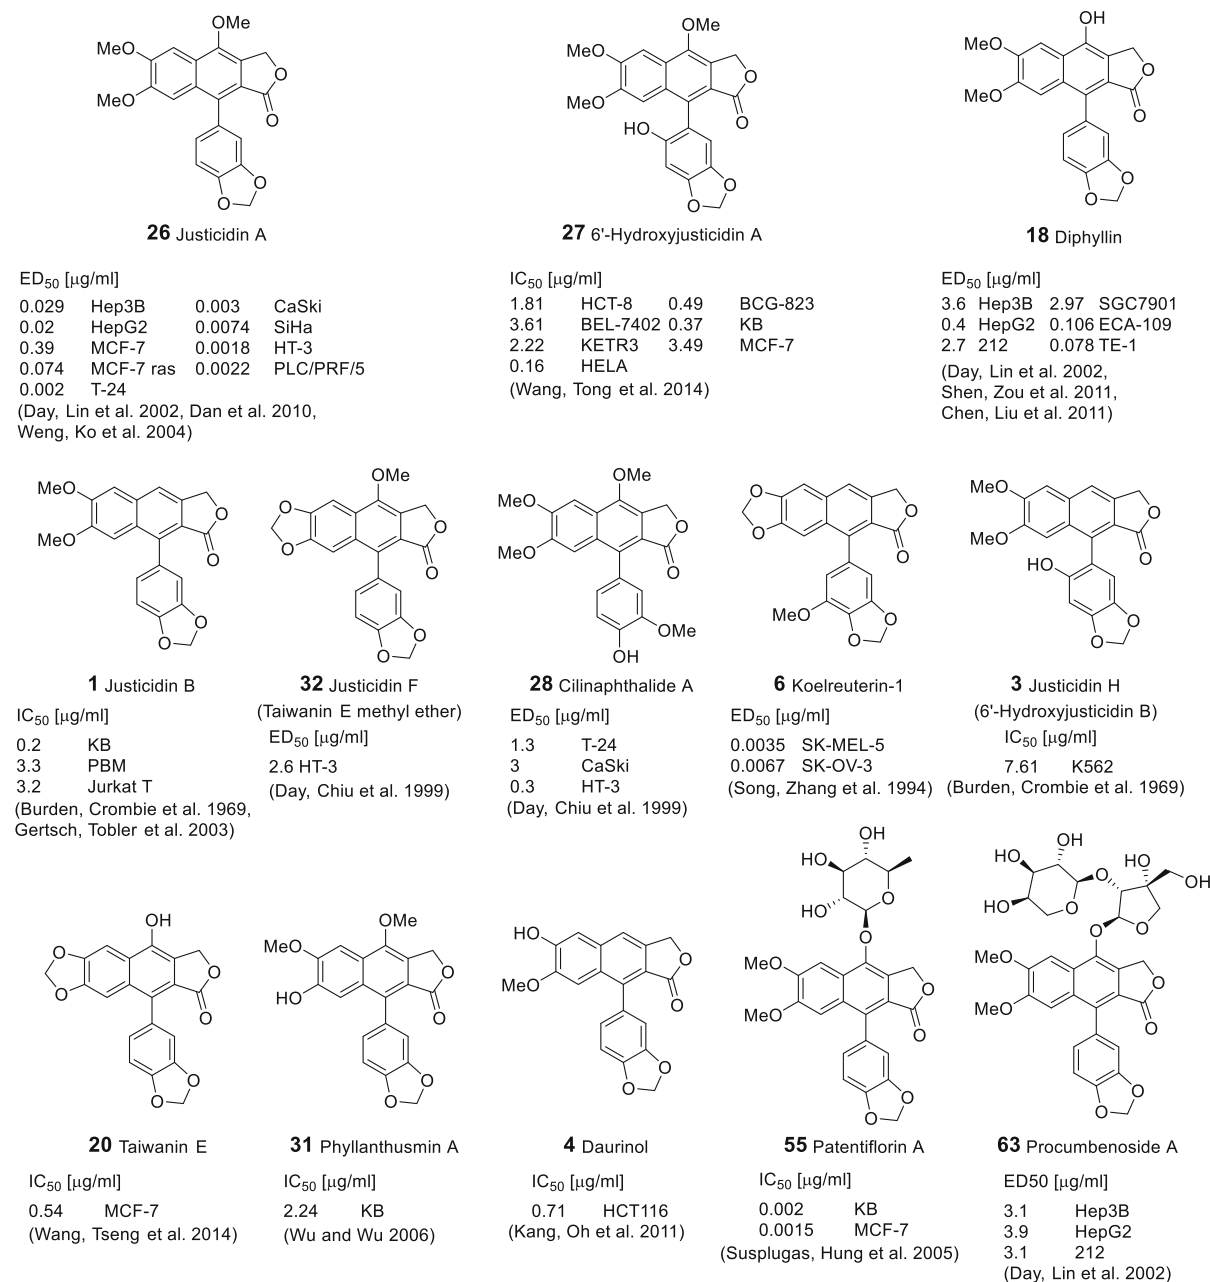 OMe
MeO
MeO
O
O
O
O
26 Justicidin A
ED50 [µg/ml]
0.029 Hep3B 0.003 CaSki
0.02 HepG2 0.0074 SiHa
0.39 MCF-7 0.0018 HT-3
0.074 MCF-7 ras 0.0022 PLC/PRF/5
0.002 T-24
(Day, Lin et al. 2002, Dan et al. 2010,
Weng, Ko et al. 2004)
OMe
MeO
MeO
O
O
HO
O
O
27 6'-Hydroxyjusticidin A
IC50 [µg/ml]
1.81 HCT-8 0.49 BCG-823
3.61 BEL-7402 0.37 KB
2.22 KETR3 3.49 MCF-7
0.16 HELA
(Wang, Tong et al. 2014)
OH
MeO
MeO
O
O
O
O
18 Diphyllin
ED50 [µg/ml]
3.6 Hep3B 2.97 SGC7901
0.4 HepG2 0.106 ECA-109
2.7 212 0.078 TE-1
(Day, Lin et al. 2002,
Shen, Zou et al. 2011,
Chen, Liu et al. 2011)
MeO
MeO
O
O
O
O
1 Justicidin B
IC50 [µg/ml]
0.2 KB
3.3 PBM
3.2 Jurkat T
(Burden, Crombie et al. 1969,
Gertsch, Tobler et al. 2003)
OMe
O
O
O
O
O
O
32 Justicidin F
(Taiwanin E methyl ether)
ED50 [µg/ml]
2.6 HT-3
(Day, Chiu et al. 1999)
OMe
MeO
MeO
O
O
OMe
OH
28 Cilinaphthalide A
ED50 [µg/ml]
1.3 T-24
3 CaSki
0.3 HT-3
(Day, Chiu et al. 1999)
O
O
O
O
MeO
O
O
6 Koelreuterin-1
ED50 [µg/ml]
0.0035 SK-MEL-5
0.0067 SK-OV-3
(Song, Zhang et al. 1994)
MeO
MeO
O
O
HO
O
O
3 Justicidin H
(6'-Hydroxyjusticidin B)
IC50 [µg/ml]
7.61 K562
(Burden, Crombie et al. 1969)
OH
O
O
O
O
O
O
20 Taiwanin E
IC50 [µg/ml]
0.54 MCF-7
(Wang, Tseng et al. 2014)
OMe
MeO
HO
O
O
O
O
31 Phyllanthusmin A
IC50 [µg/ml]
2.24 KB
(Wu and Wu 2006)
HO
MeO
O
O
O
O
4 Daurinol
IC50 [µg/ml]
0.71 HCT116
(Kang, Oh et al. 2011)
OH
HO
HO
O
O
MeO
MeO
O
O
O
O
55 Patentiflorin A
IC50 [µg/ml]
0.002 KB
0.0015 MCF-7
(Susplugas, Hung et al. 2005)
OH
HO
HO
HO
O
OH
O
O
O
MeO
MeO
O
O
O
O
63 Procumbenoside A
ED50 [µg/ml]
3.1 Hep3B
3.9 HepG2
3.1 212
(Day, Lin et al. 2002)